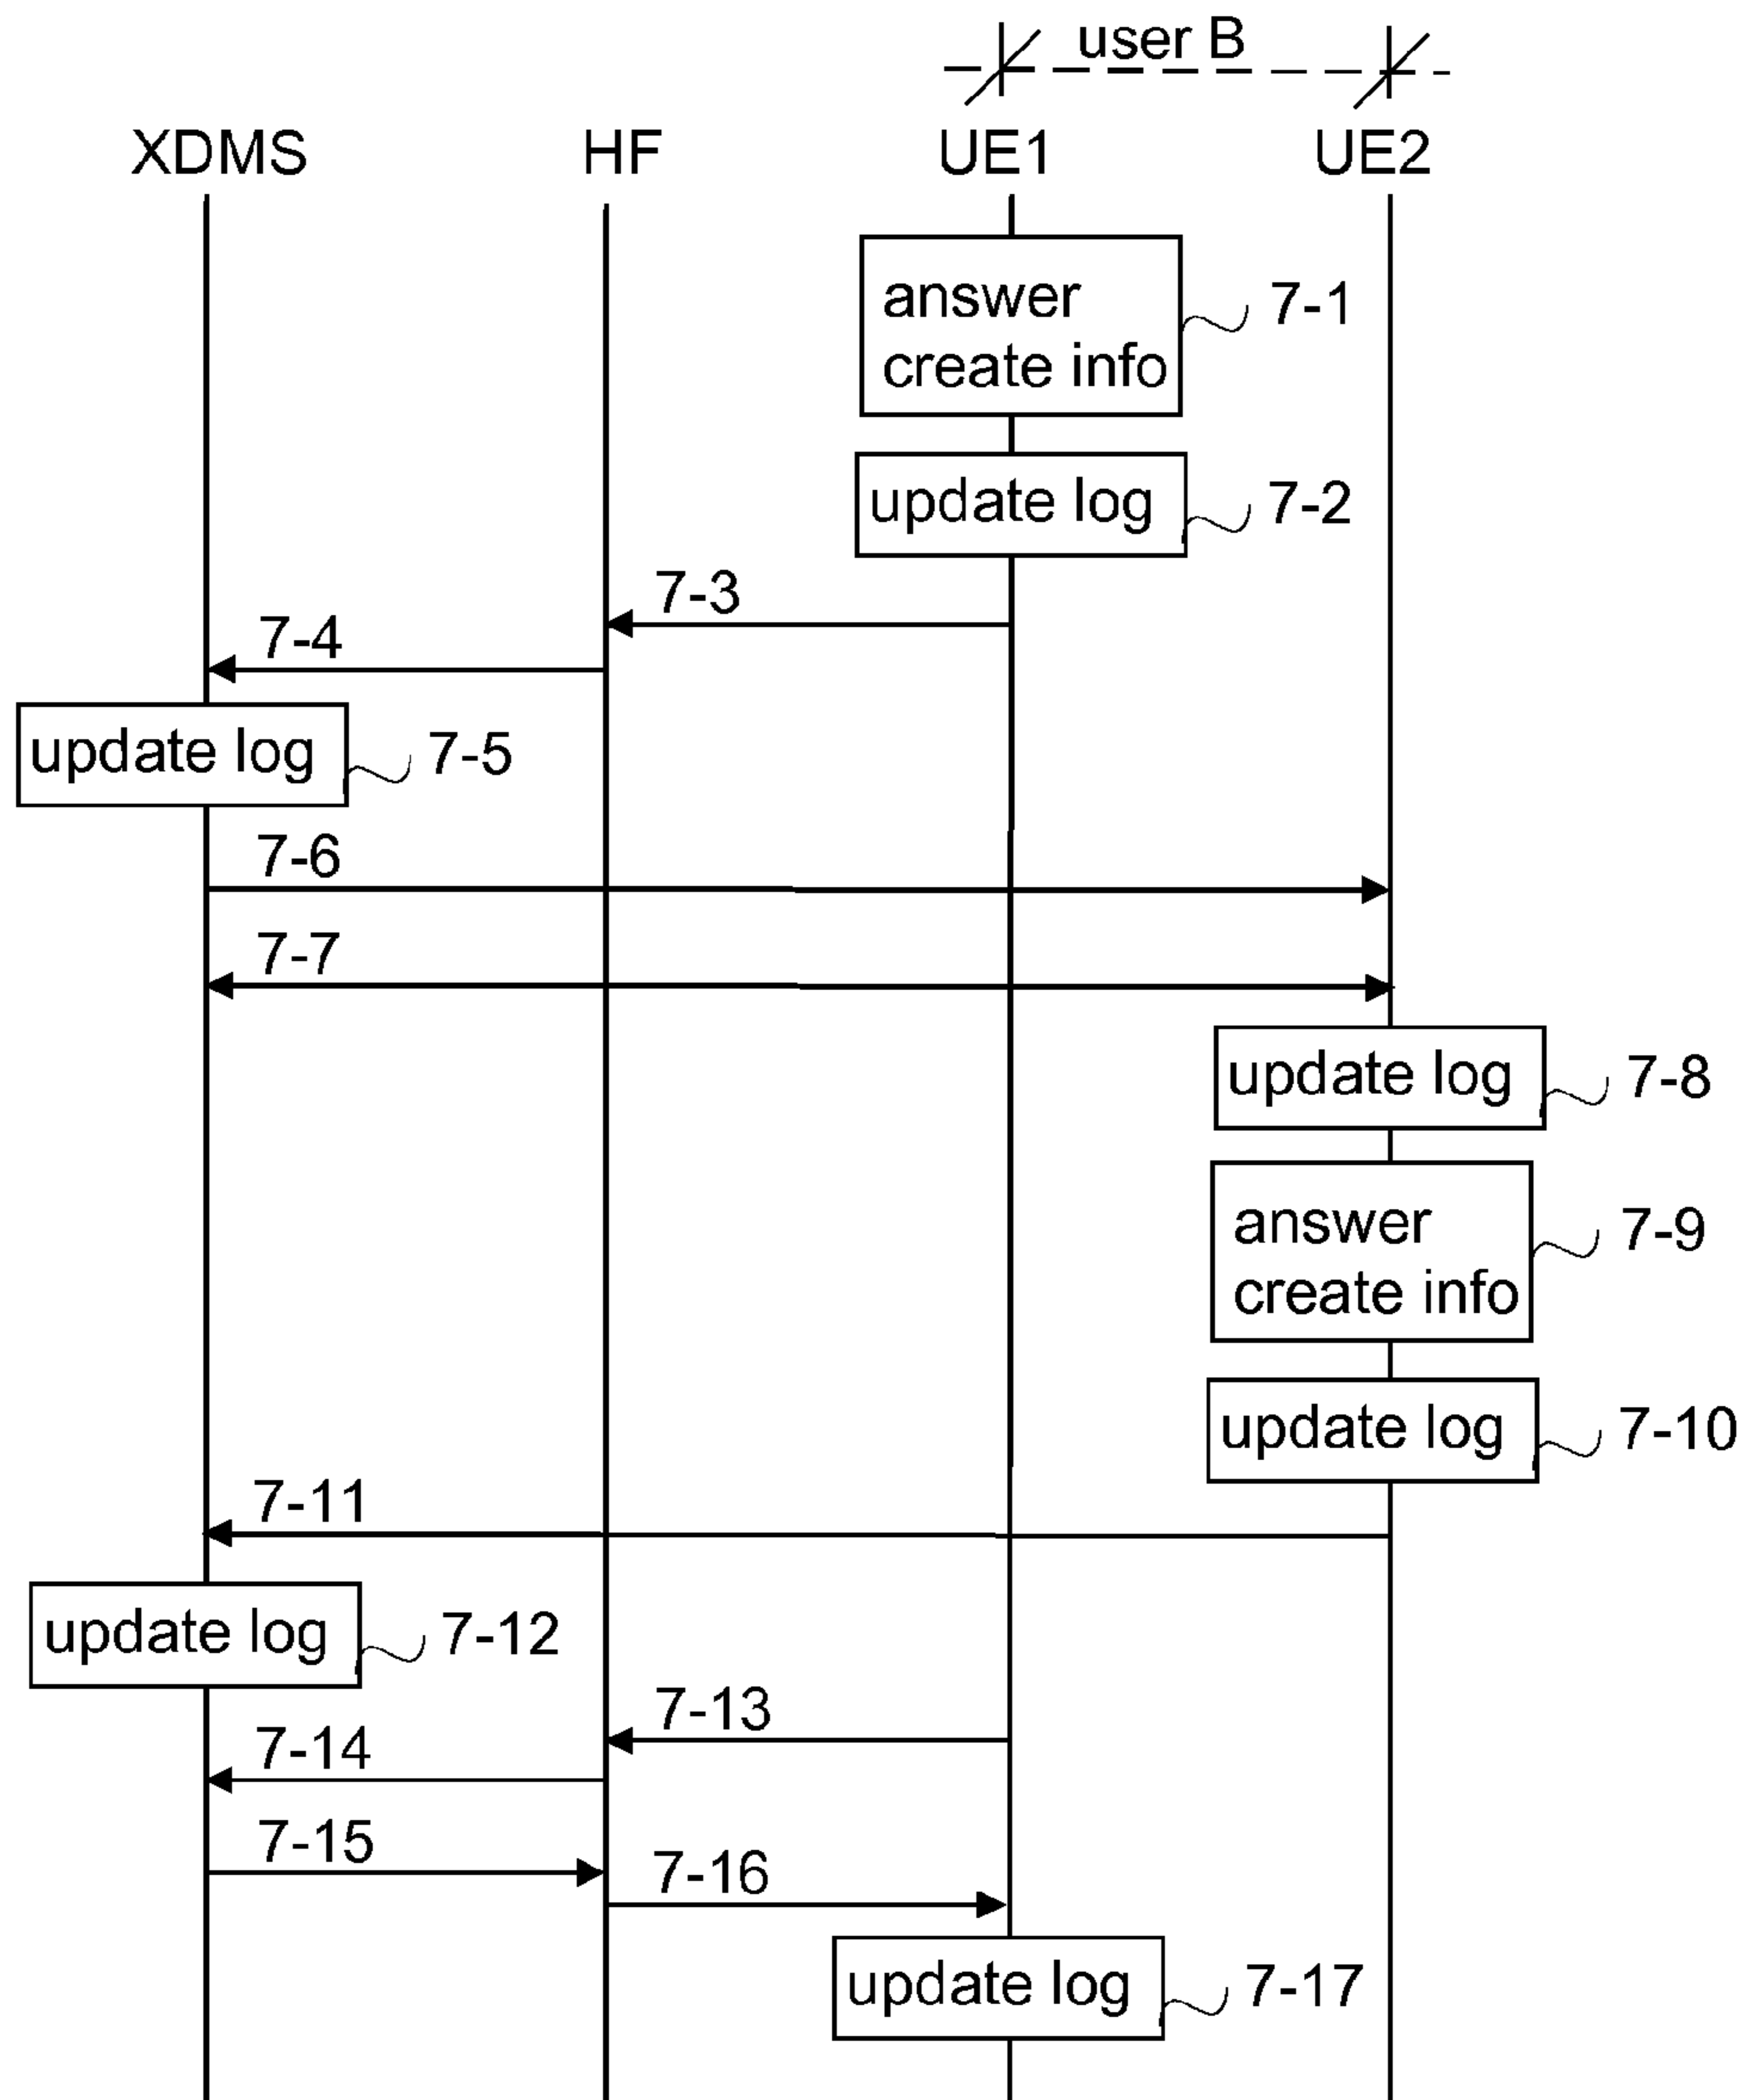 user B
XDMS HF UE1 UE2
answer
create info
7-1
update log
7-2
7-3
7-4
update log
7-5
7-6
7-7
update log
7-8
answer
create info
7-9
update log
7-10
7-11
update log
7-12
7-13
7-14
7-15
7-16
update log
7-17